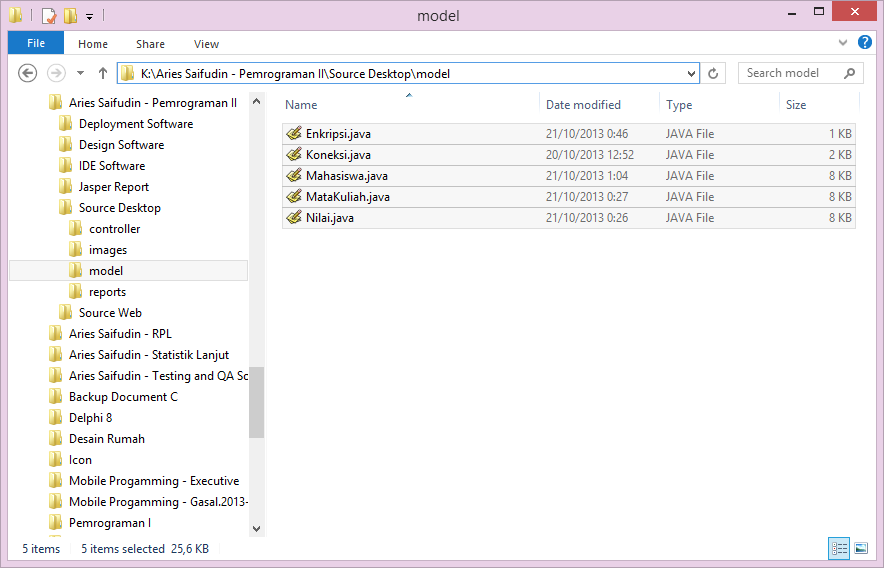 model
File Home Share View
K:\Aries Saifudin - Pemrograman II\Source Desktop\model
Search model
Aries Saifudin - Pemrograman II
Deployment Software
Design Software
IDE Software
Jasper Report
Source Desktop
controller
images
model
reports
Source Web
Aries Saifudin - RPL
Aries Saifudin - Statistik Lanjut
Aries Saifudin - Testing and QA Sc
Backup Document C
Delphi 8
Desain Rumah
Icon
Mobile Progamming - Executive
Mobile Progamming - Gasal.2013-
Pemrograman I
Name Date modified Type Size
Enkripsi.java 21/10/2013 0:46 JAVA File 1 KB
Koneksi.java 20/10/2013 12:52 JAVA File 2 KB
Mahasiswa.java 21/10/2013 1:04 JAVA File 8 KB
MataKuliah.java 21/10/2013 0:27 JAVA File 8 KB
Nilai.java 21/10/2013 0:26 JAVA File 8 KB
5 items 5 items selected 25,6 KB